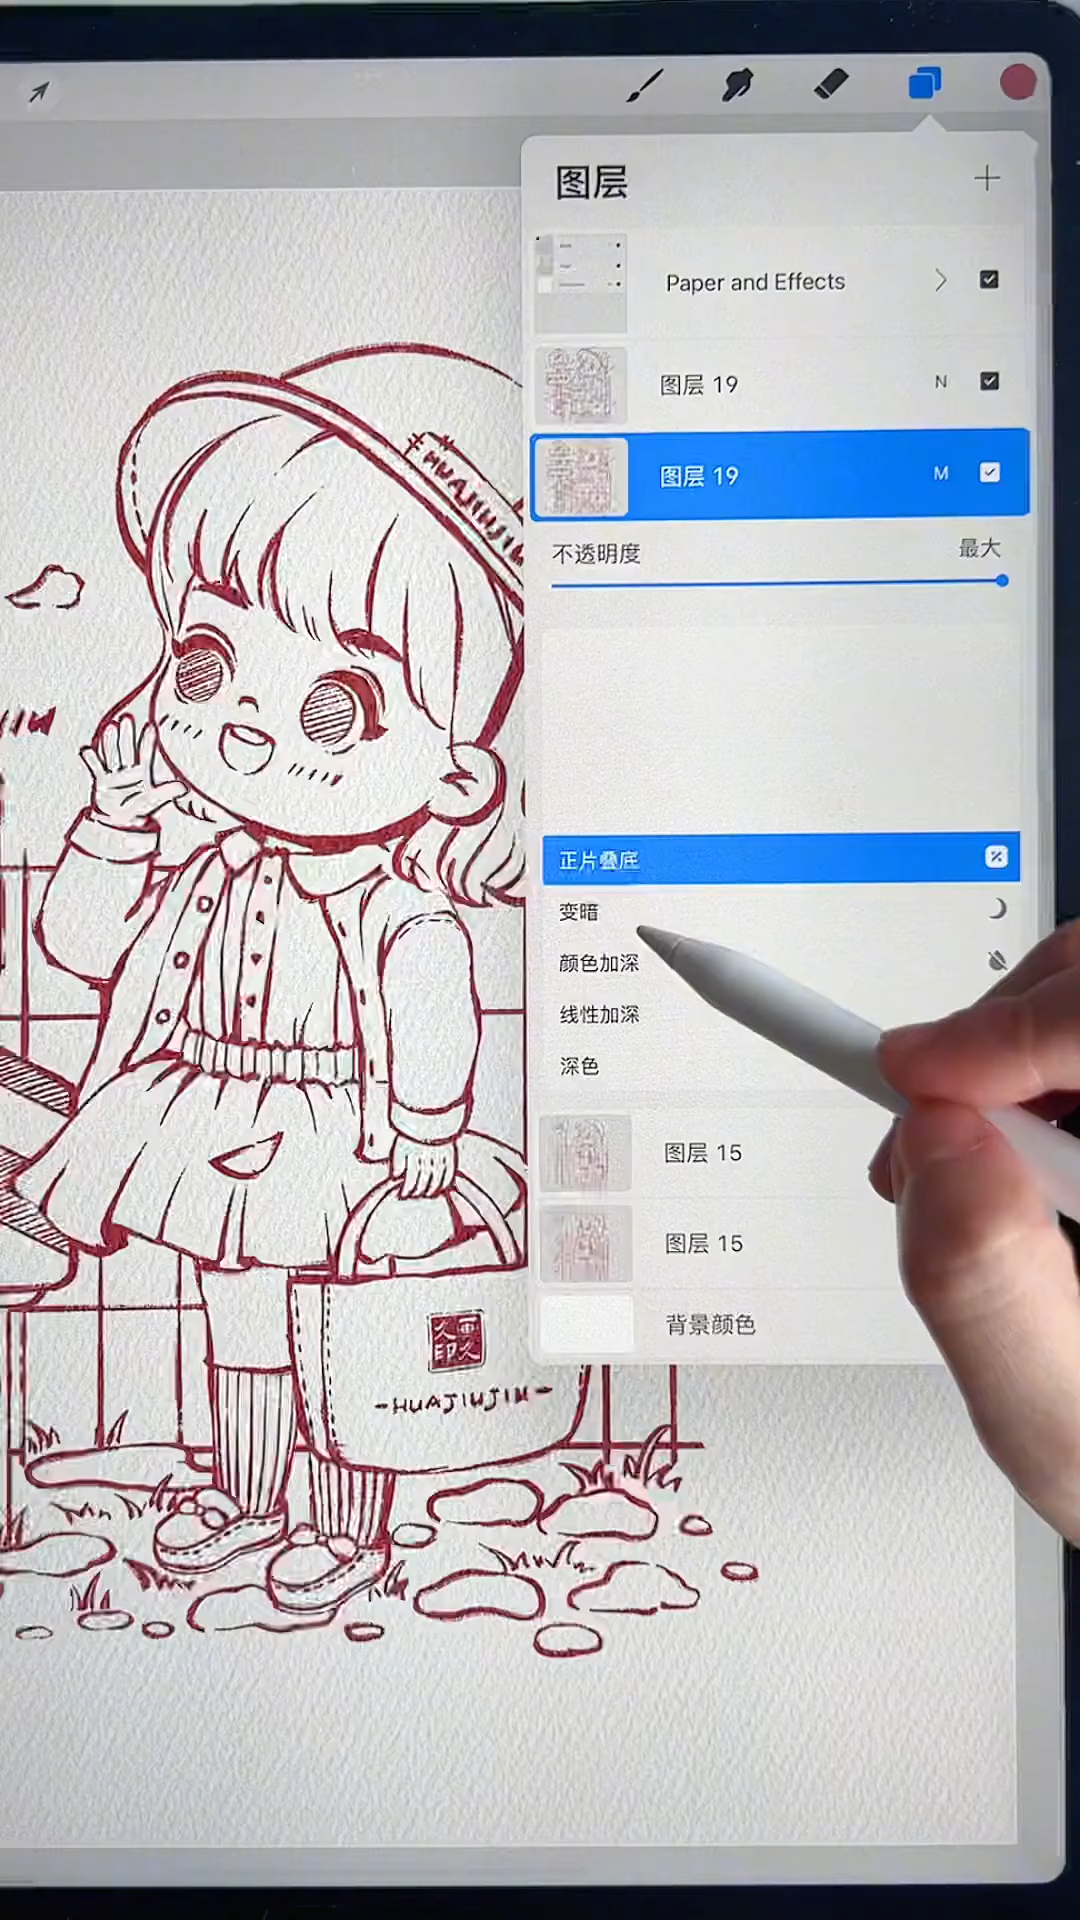 图层
Paper and Effects
图层 19
N
图层 19
M
不透明度
最大
正片叠底
变暗
颜色加深
线性加深
深色
图层 15
图层 15
背景颜色
HUAJIUJIN
-HUAJIUJIN-